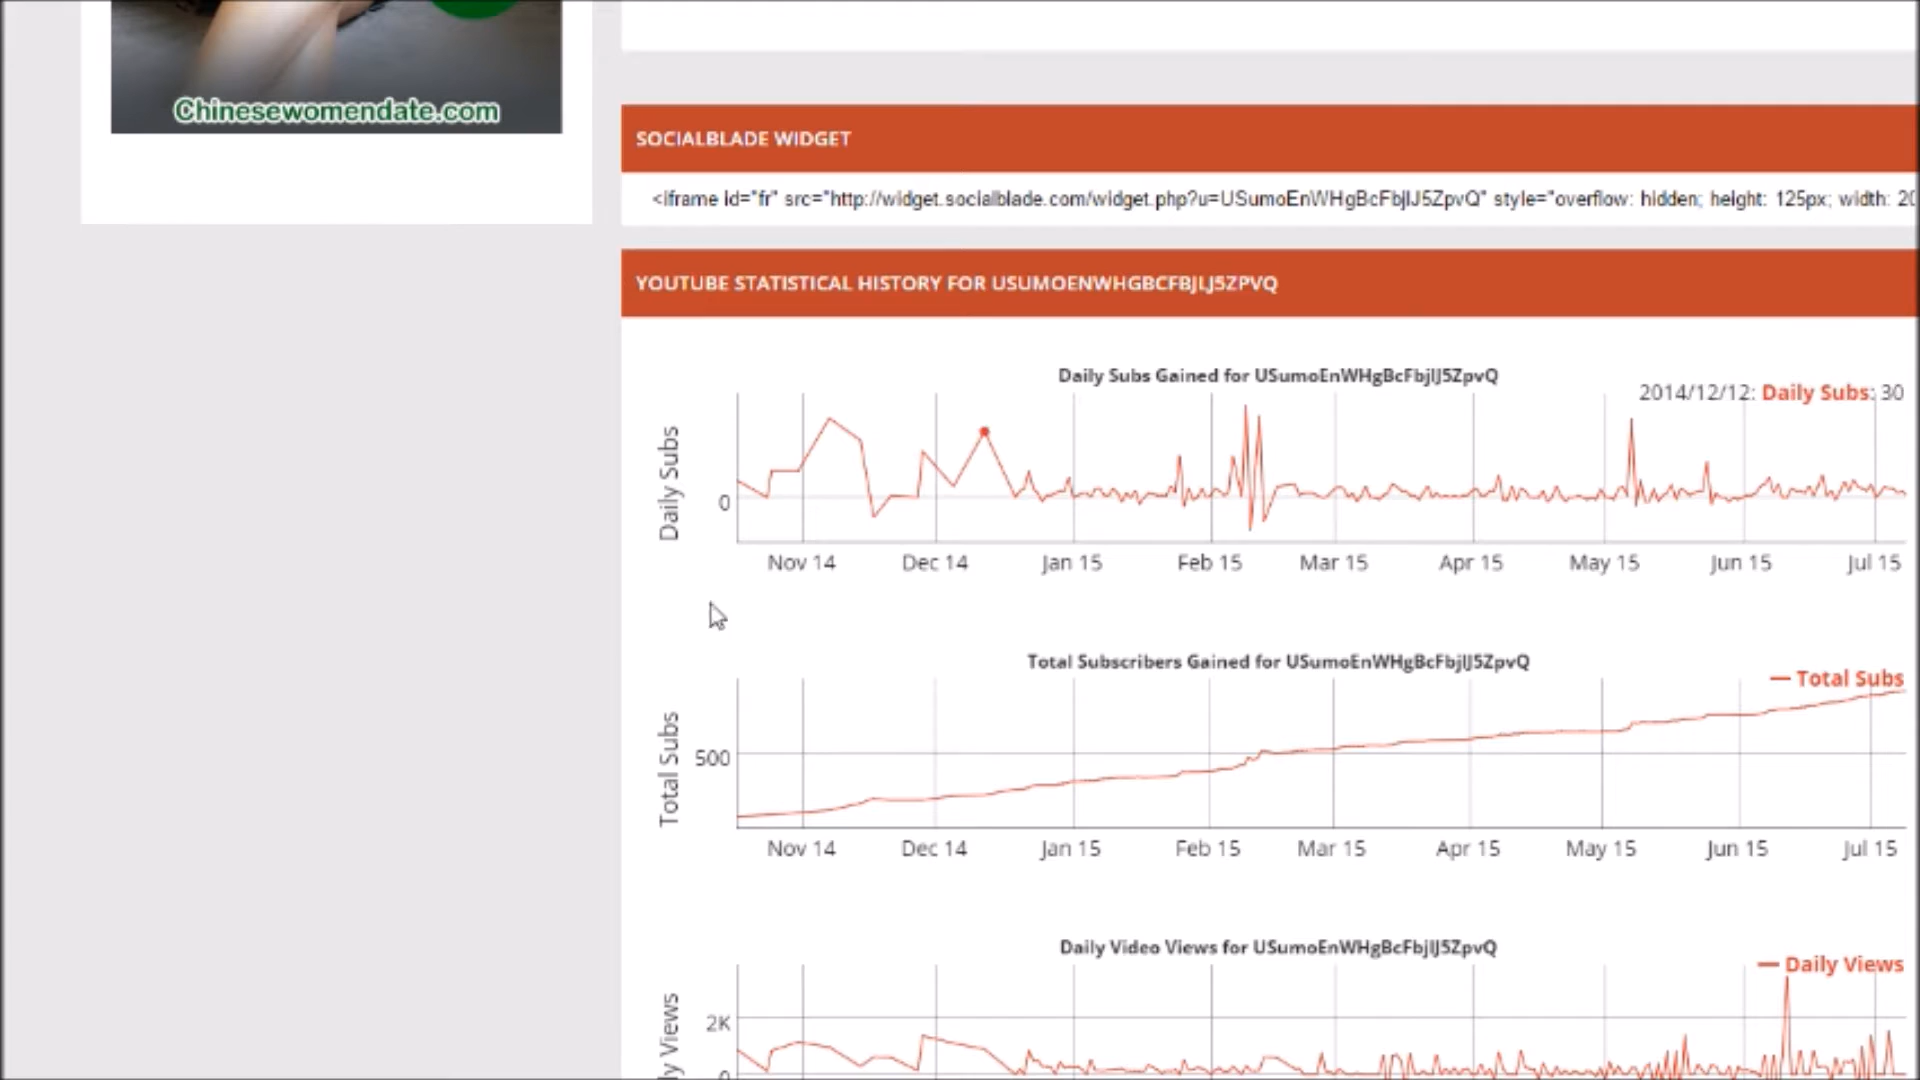 Chinesewomendate.com
SOCIALBLADE WIDGET
<iframe id="fr" src="http://widget.socialblade.com/widget.php?u=USumoEnWHgBcFbjlJ5ZpvQ" style="overflow: hidden; height: 125px; width: 20
YOUTUBE STATISTICAL HISTORY FOR USUMOENWHGBCFBJLJ5ZPVQ
Daily Subs Gained for USumoEnWHgBcFbjlJ5ZpvQ
2014/12/12: Daily Subs: 30
Daily Subs
0
Nov 14 Dec 14 Jan 15 Feb 15 Mar 15 Apr 15 May 15 Jun 15 Jul 15
Total Subscribers Gained for USumoEnWHgBcFbjlJ5ZpvQ
Total Subs
Total Subs
500
Nov 14 Dec 14 Jan 15 Feb 15 Mar 15 Apr 15 May 15 Jun 15 Jul 15
Daily Video Views for USumoEnWHgBcFbjlJ5ZpvQ
Daily Views
ly Views
2K
0